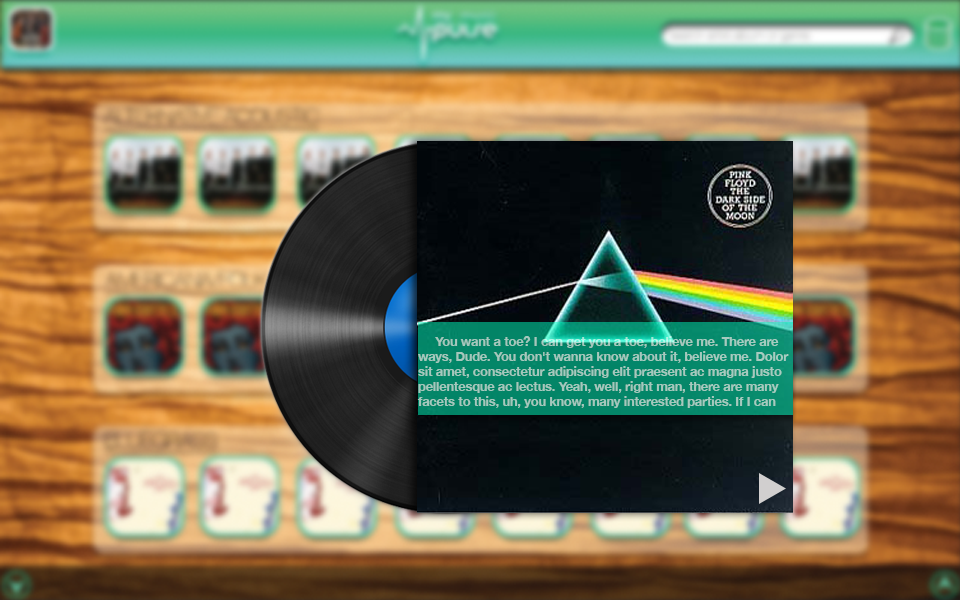 PINK
FLOYD
THE
DARK SIDE
OF THE
MOON
You want a toe? I can get you a toe, believe me. There are
ways, Dude. You don't wanna know about it, believe me. Dolor
sit amet, consectetur adipiscing elit praesent ac magna justo
pellentesque ac lectus. Yeah, well, right man, there are many
facets to this, uh, you know, many interested parties. If I can